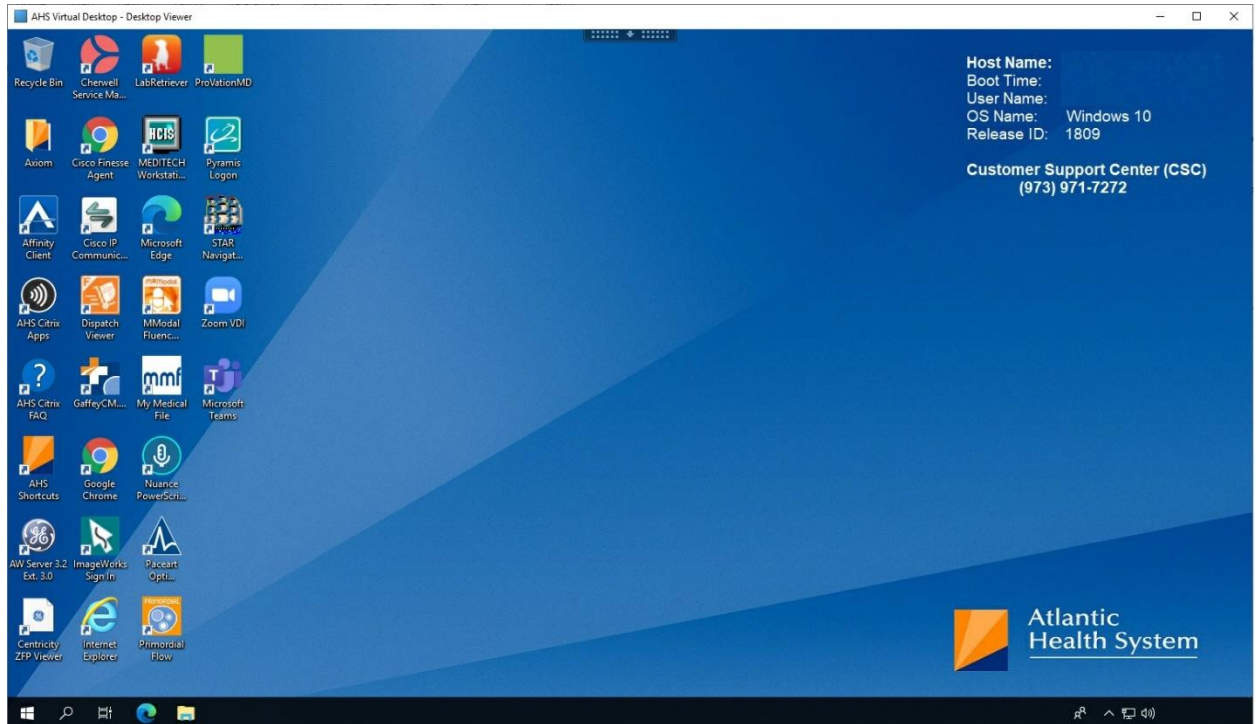 AHS Virtual Desktop - Desktop Viewer
Recycle Bin
Cherwell
Service Ma...
LabRetriever
ProVationMD
Axiom
Cisco Finesse
Agent
HCIS
MEDITECH
Workstati...
Pyramis
Logon
Affinity
Client
Cisco IP
Communic...
Microsoft
Edge
STAR
Navigat...
AHS Citrix
Apps
Dispatch
Viewer
M*Modal
MModal
Fluenc...
Zoom VDI
?
AHS Citrix
FAQ
GaffeyCM....
mmf
My Medical
File
T
Microsoft
Teams
AHS
Shortcuts
Google
Chrome
Nuance
PowerScri...
GE
AW Server 3.2
Ext. 3.0
ImageWorks
Sign In
Paceart
Opti...
Centricity
ZFP Viewer
Internet
Explorer
PRIMORDIAL
Primordial
Flow
Host Name:
Boot Time:
User Name:
OS Name: Windows 10
Release ID: 1809
Customer Support Center (CSC)
(973) 971-7272
Atlantic
Health System